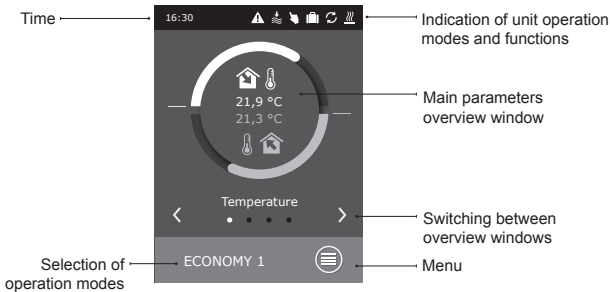 Time
16:30
Indication of unit operation
modes and functions
21,9 °C
21,3 °C
Main parameters
overview window
Temperature
Switching between
overview windows
Selection of
operation modes
ECONOMY 1
Menu